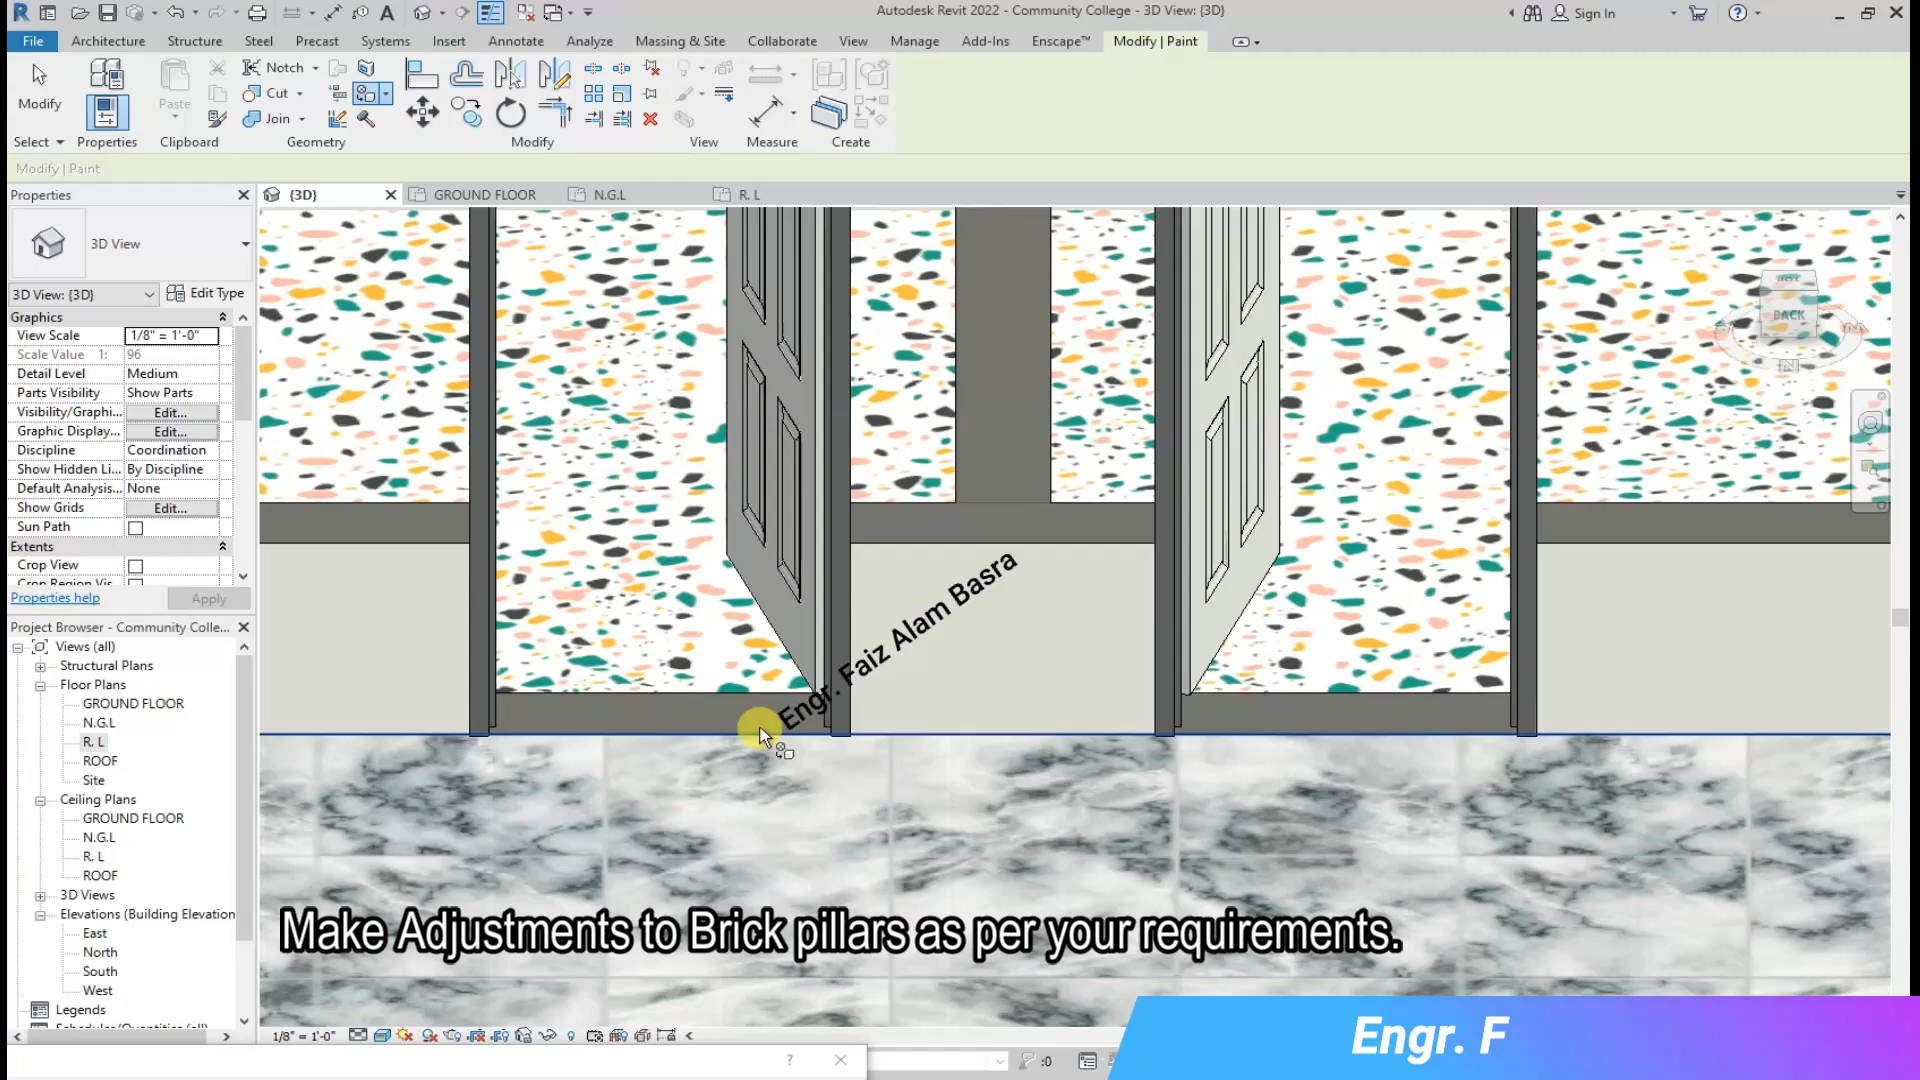 Autodesk Revit 2022 - Community College - 3D View: {3D}
Sign In
File Architecture Structure Steel Precast Systems Insert Annotate Analyze Massing & Site Collaborate View Manage Add-Ins Enscape™ Modify | Paint
Modify
Paste
Notch
Cut
Join
Select Properties Clipboard Geometry Modify View Measure Create
Modify | Paint
Properties
{3D} GROUND FLOOR N.G.L R. L
3D View
3D View: {3D} Edit Type
Graphics
View Scale 1/8" = 1'-0"
Scale Value 1: 96
Detail Level Medium
Parts Visibility Show Parts
Visibility/Graphi... Edit...
Graphic Display... Edit...
Discipline Coordination
Show Hidden Li... By Discipline
Default Analysis... None
Show Grids Edit...
Sun Path
Extents
Crop View
Crop Region Vis...
Properties help Apply
Project Browser - Community Colle...
Views (all)
Structural Plans
Floor Plans
GROUND FLOOR
N.G.L
R. L
ROOF
Site
Ceiling Plans
GROUND FLOOR
N.G.L
R. L
ROOF
3D Views
Elevations (Building Elevation
East
North
South
West
Legends
Schedules/Quantities (all)
BACK
Engr. Faiz Alam Basra
Make Adjustments to Brick pillars as per your requirements.
1/8" = 1'-0"
:0
Engr. F